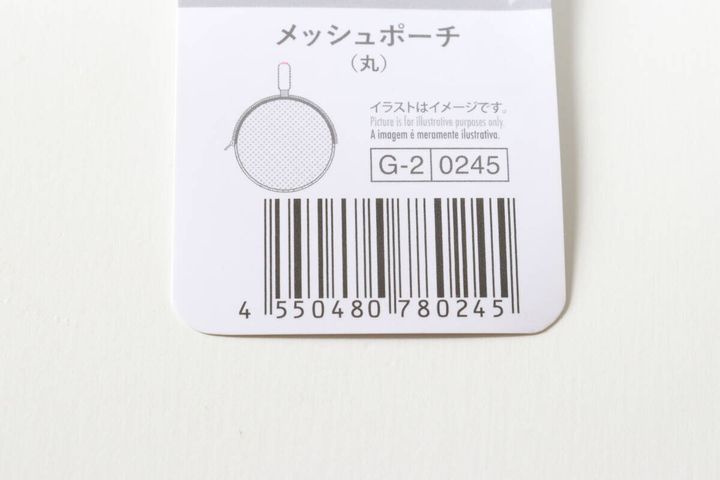 メッシュポーチ
（丸）
イラストはイメージです。
Picture is for illustrative purposes only.
A imagem é meramente ilustrativa.
G-2 0245
4 550480 780245